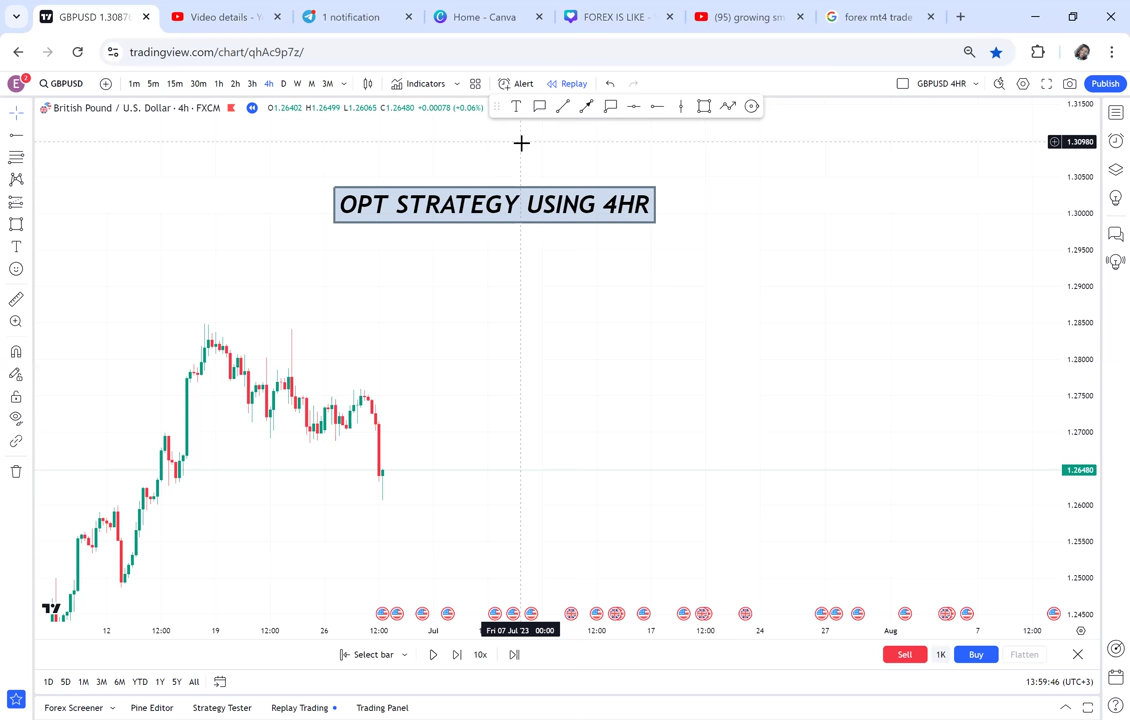 GBPUSD 1.3087
Video details - Y
1 notification
Home - Canva
FOREX IS LIKE -
(95) growing sm
forex mt4 trade
tradingview.com/chart/qhAc9p7z/
E 2 GBPUSD 1m 5m 15m 30m 1h 2h 3h 4h D W M 3M Indicators Alert Replay GBPUSD 4HR Publish
British Pound / U.S. Dollar · 4h · FXCM O1.26402 H1.26499 L1.26065 C1.26480 +0.00078 (+0.06%)
T
1.31500
1.30980
1.30500
OPT STRATEGY USING 4HR
1.30000
1.29500
1.29000
1.28500
1.28000
1.27500
1.27000
1.26480
1.26000
1.25500
1.25000
1.24500
12 12:00 19 12:00 26 12:00 Jul Fri 07 Jul '23 00:00 12:00 17 12:00 24 27 Aug 7 12:00
Select bar 10x Sell 1K Buy Flatten
1D 5D 1M 3M 6M YTD 1Y 5Y All 13:59:46 (UTC+3)
Forex Screener Pine Editor Strategy Tester Replay Trading Trading Panel